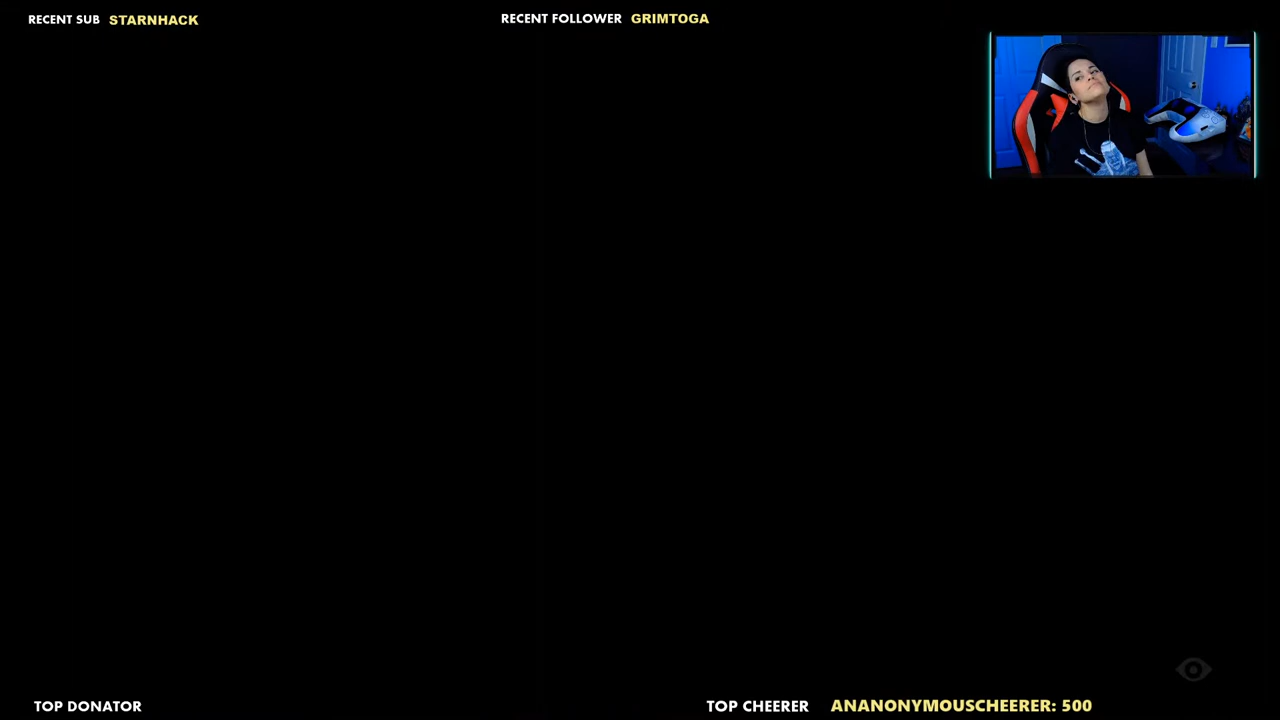 RECENT SUB STARNHACK
RECENT FOLLOWER GRIMTOGA
TOP DONATOR
TOP CHEERER ANANONYMOUSCHEERER: 500